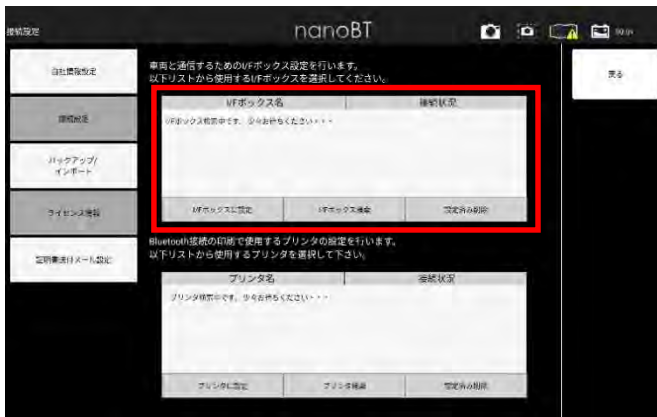 接続設定
nanoBT
自社情報設定
接続設定
バックアップ/
インポート
ライセンス情報
証明書送付メール設定
車両と通信するためのI/Fボックス設定を行います。
以下リストから使用するI/Fボックスを選択してください。
I/Fボックス名
接続状況
I/Fボックス検索中です。少々お待ちください・・・
I/Fボックスに設定
I/Fボックス検索
設定済み削除
Bluetooth接続の印刷で使用するプリンタの設定を行います。
以下リストから使用するプリンタを選択して下さい。
プリンタ名
接続状況
プリンタ検索中です。少々お待ちください・・・
プリンタに設定
プリンタ検索
設定済み削除
戻る